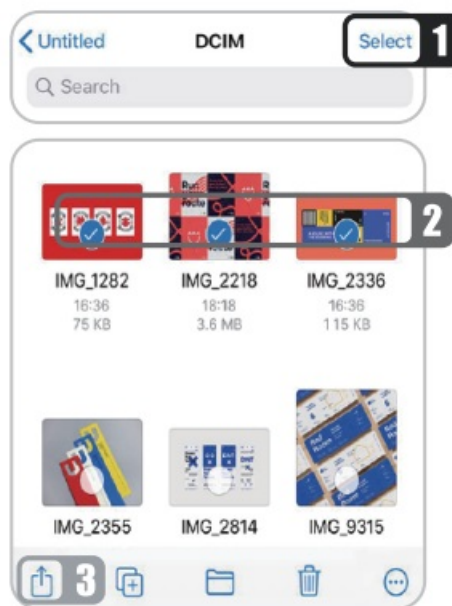 Untitled
DCIM
Select
1
Search
2
IMG_1282
IMG_2218
IMG_2336
16:36
18:18
16:36
75 KB
3.6 MB
115 KB
IMG_2355
IMG_2814
IMG_9315
3